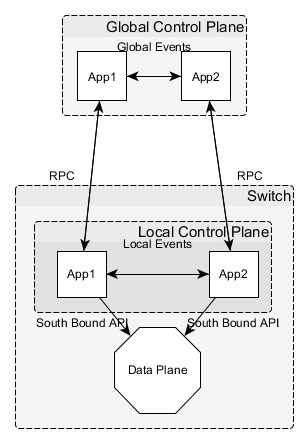 Global Control Plane
Global Events
App1
App2
RPC
RPC
Switch
Local Control Plane
Local Events
App1
App2
South Bound API
South Bound API
Data Plane